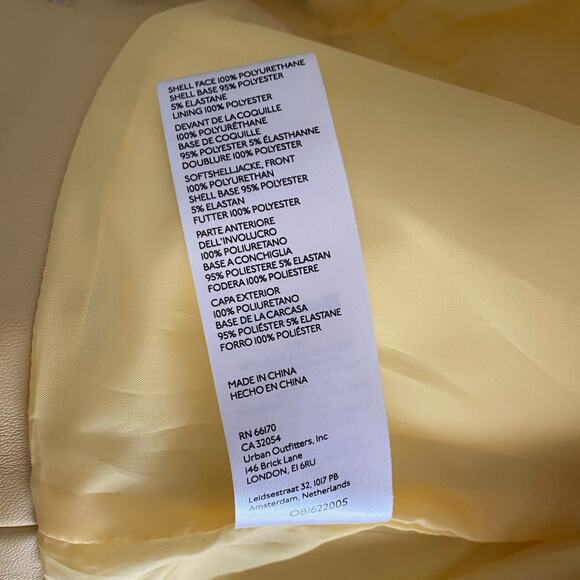 SHELL FACE 100% POLYURETHANE
SHELL BASE 95% POLYESTER
5% ELASTANE
LINING 100% POLYESTER
DEVANT DE LA COQUILLE
100% POLYURÉTHANE
BASE DE COQUILLE
95% POLYESTER 5% ÉLASTHANNE
DOUBLURE 100% POLYESTER
SOFTSHELLJACKE, FRONT
100% POLYURETHAN
SHELL BASE 95% POLYESTER
5% ELASTAN
FUTTER 100% POLYESTER
PARTE ANTERIORE
DELL'INVOLUCRO
100% POLIURETANO
BASE A CONCHIGLIA
95% POLIESTERE 5% ELASTAN
FODERA 100% POLIESTERE
CAPA EXTERIOR
100% POLIURETANO
BASE DE LA CARCASA
95% POLIÉSTER 5% ELASTANE
FORRO 100% POLIÉSTER
MADE IN CHINA
HECHO EN CHINA
RN 66170
CA 32054
Urban Outfitters, Inc
146 Brick Lane
LONDON, E1 6RU
Leidsestraat 32, 1017 PB
Amsterdam, Netherlands
OB1622005